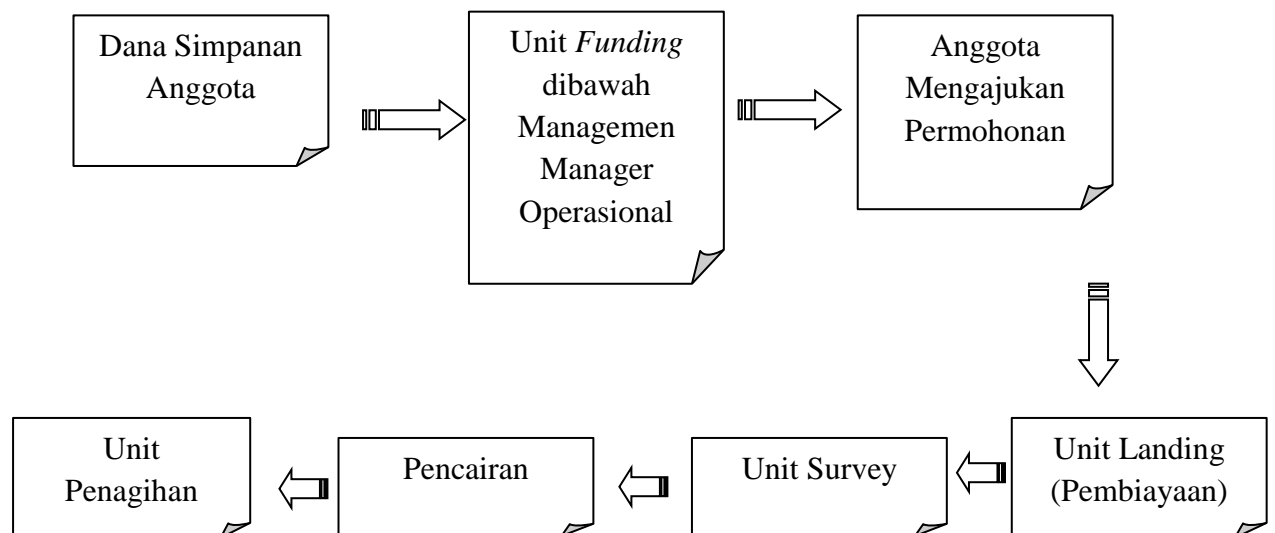 Dana Simpanan
Anggota
Unit Funding
dibawah
Managemen
Manager
Operasional
Anggota
Mengajukan
Permohonan
Unit Landing
(Pembiayaan)
Unit Survey
Pencairan
Unit
Penagihan